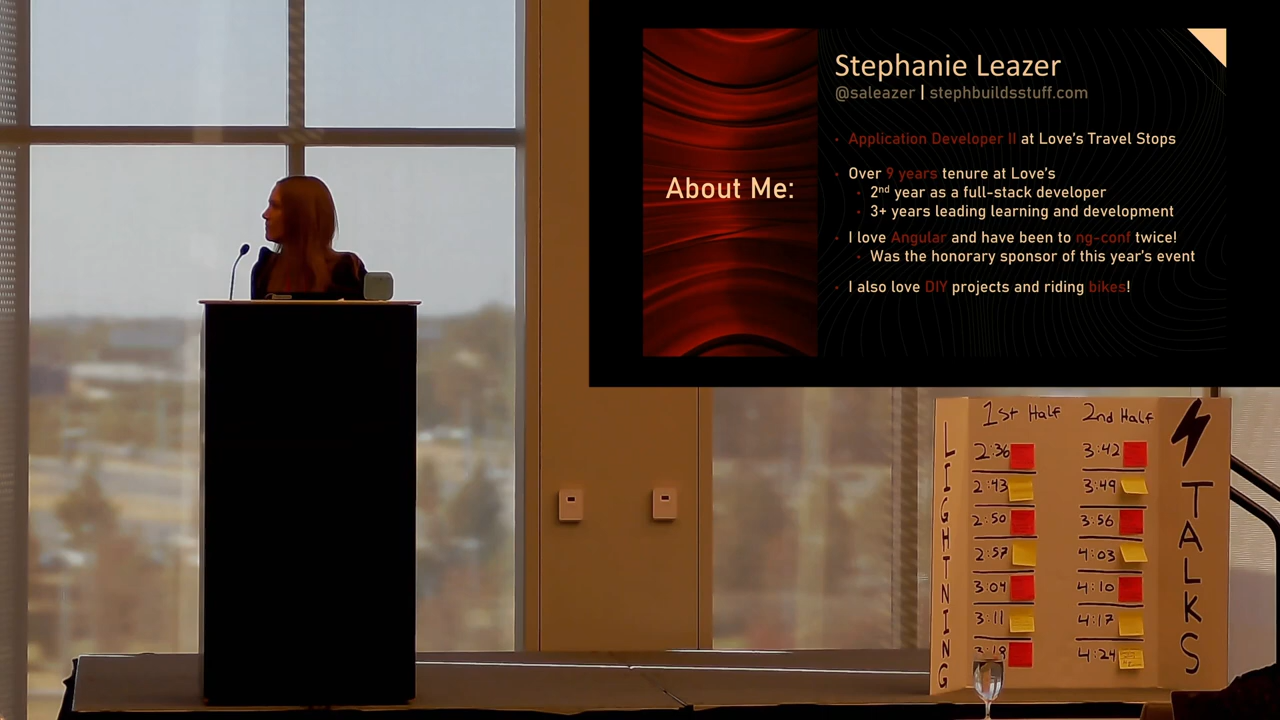 Stephanie Leazer
@saleazer | stephbuildsstuff.com
About Me:
• Application Developer II at Love's Travel Stops
• Over 9 years tenure at Love's
• 2nd year as a full-stack developer
• 3+ years leading learning and development
• I love Angular and have been to ng-conf twice!
• Was the honorary sponsor of this year's event
• I also love DIY projects and riding bikes!
LIGHTNING
1st Half
2:36
2:43
2:50
2:57
3:04
3:11
2nd Half
3:42
3:49
3:56
4:03
4:10
4:17
4:24
TALKS